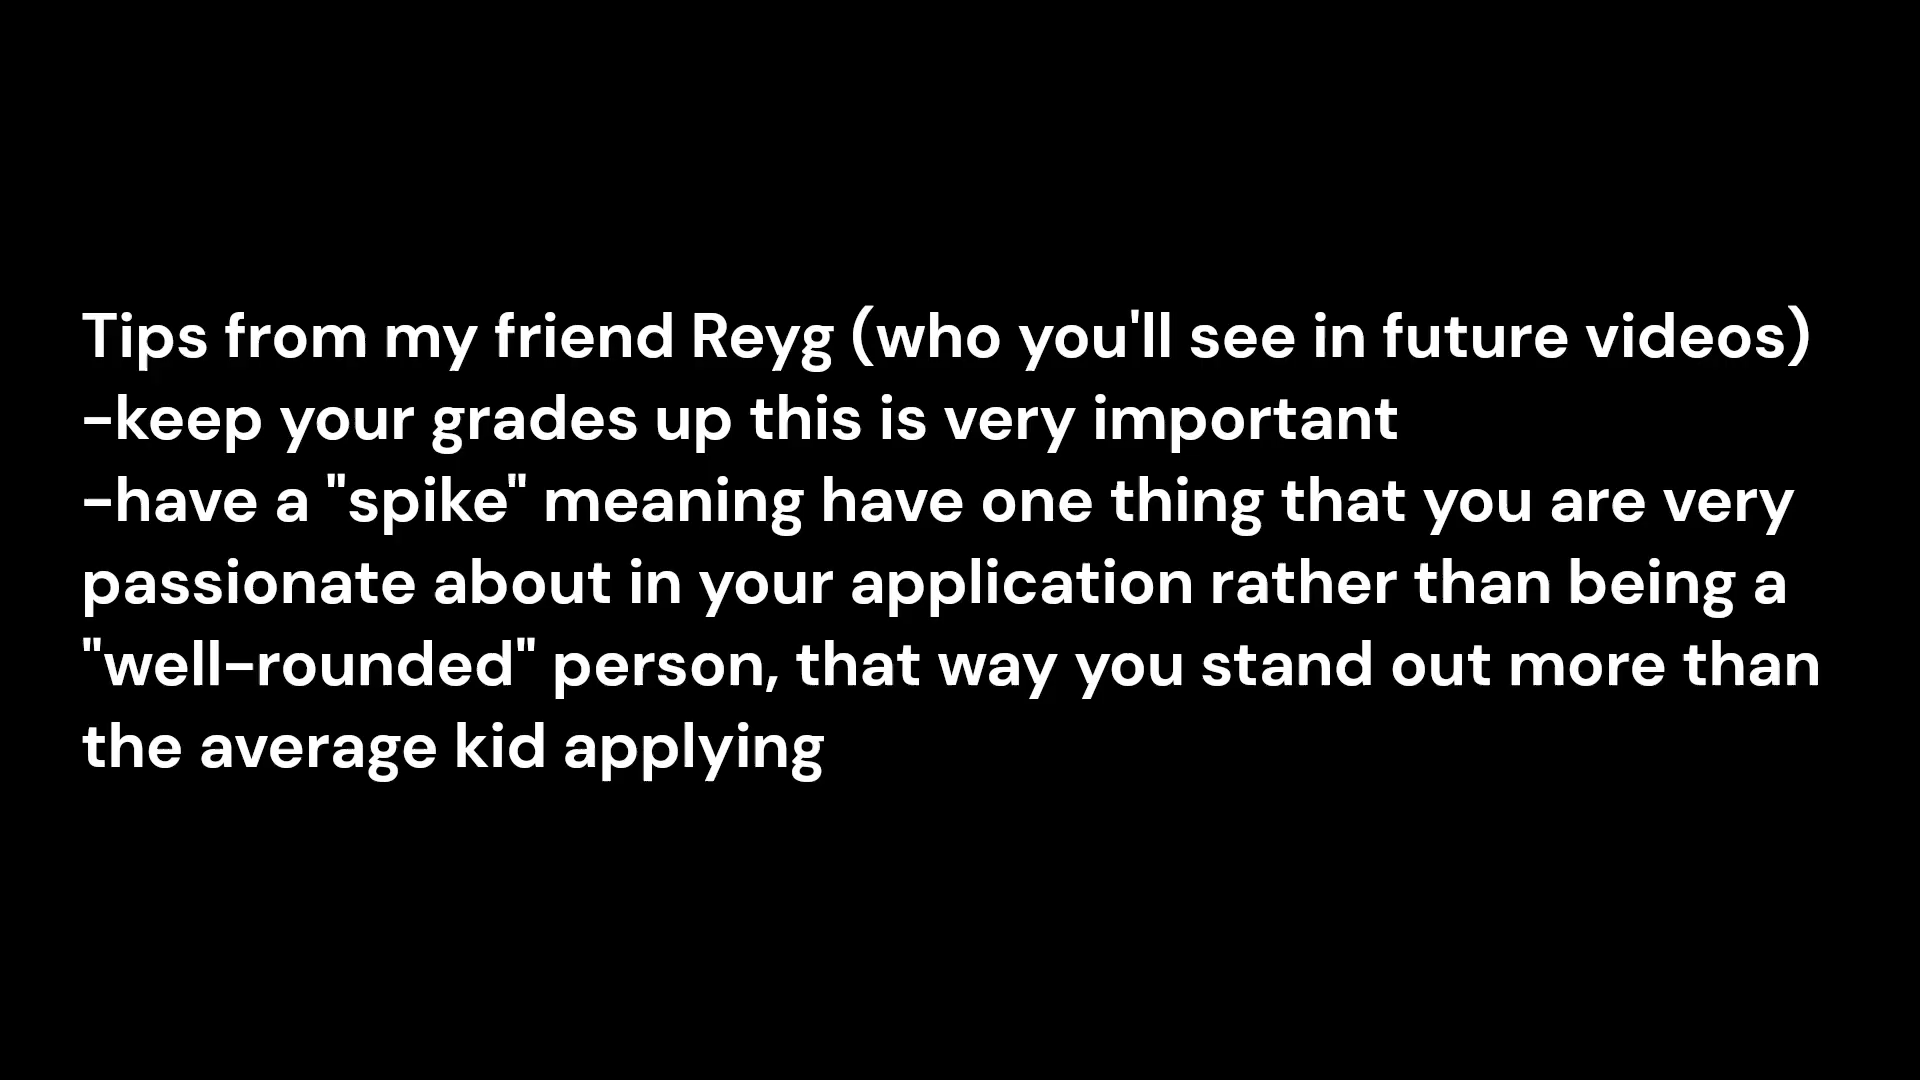 Tips from my friend Reyg (who you'll see in future videos)
-keep your grades up this is very important
-have a "spike" meaning have one thing that you are very
passionate about in your application rather than being a
"well-rounded" person, that way you stand out more than
the average kid applying